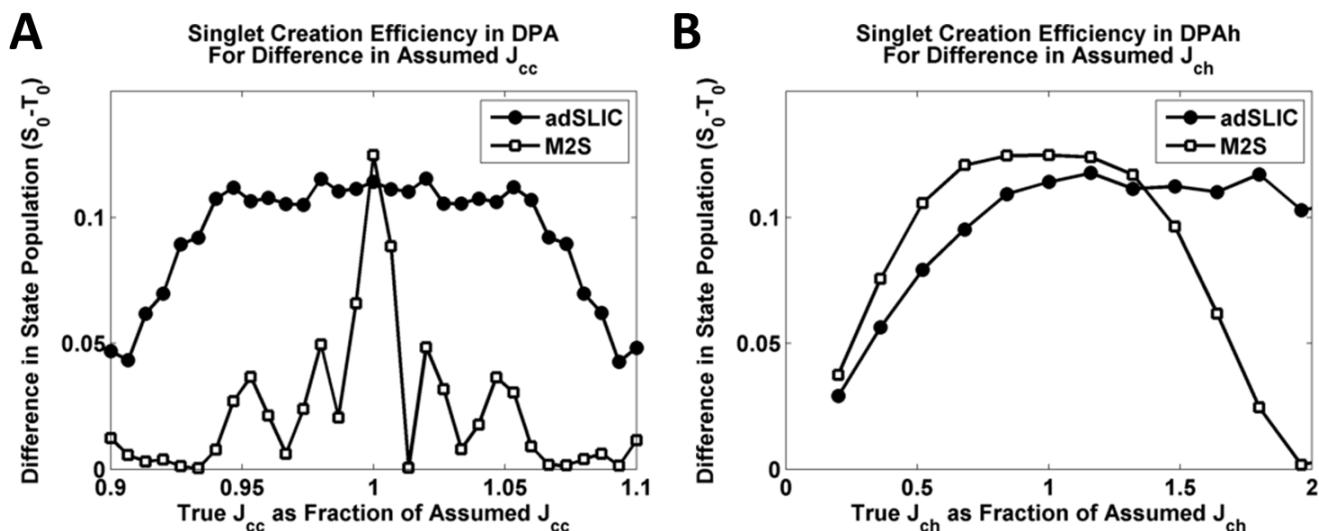 A
Singlet Creation Efficiency in DPA
For Difference in Assumed Jcc
Difference in State Population (S0-T0)
adSLIC
M2S
0.1
0.05
0
0.9
0.95
1
1.05
1.1
True Jcc as Fraction of Assumed Jcc
B
Singlet Creation Efficiency in DPAh
For Difference in Assumed Jch
Difference in State Population (S0-T0)
adSLIC
M2S
0.1
0.05
0
0
0.5
1
1.5
2
True Jch as Fraction of Assumed Jch